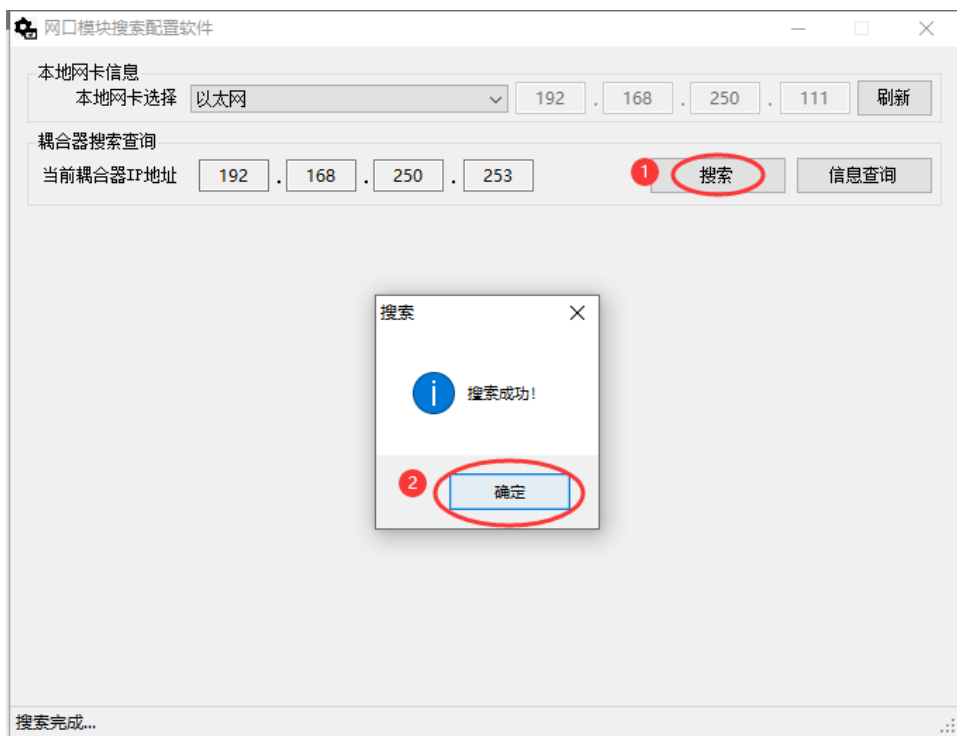 网口模块搜索配置软件
本地网卡信息
本地网卡选择 以太网 192 . 168 . 250 . 111 刷新
耦合器搜索查询
当前耦合器IP地址 192 . 168 . 250 . 253 1 搜索 信息查询
搜索
i 搜索成功!
2 确定
搜索完成...